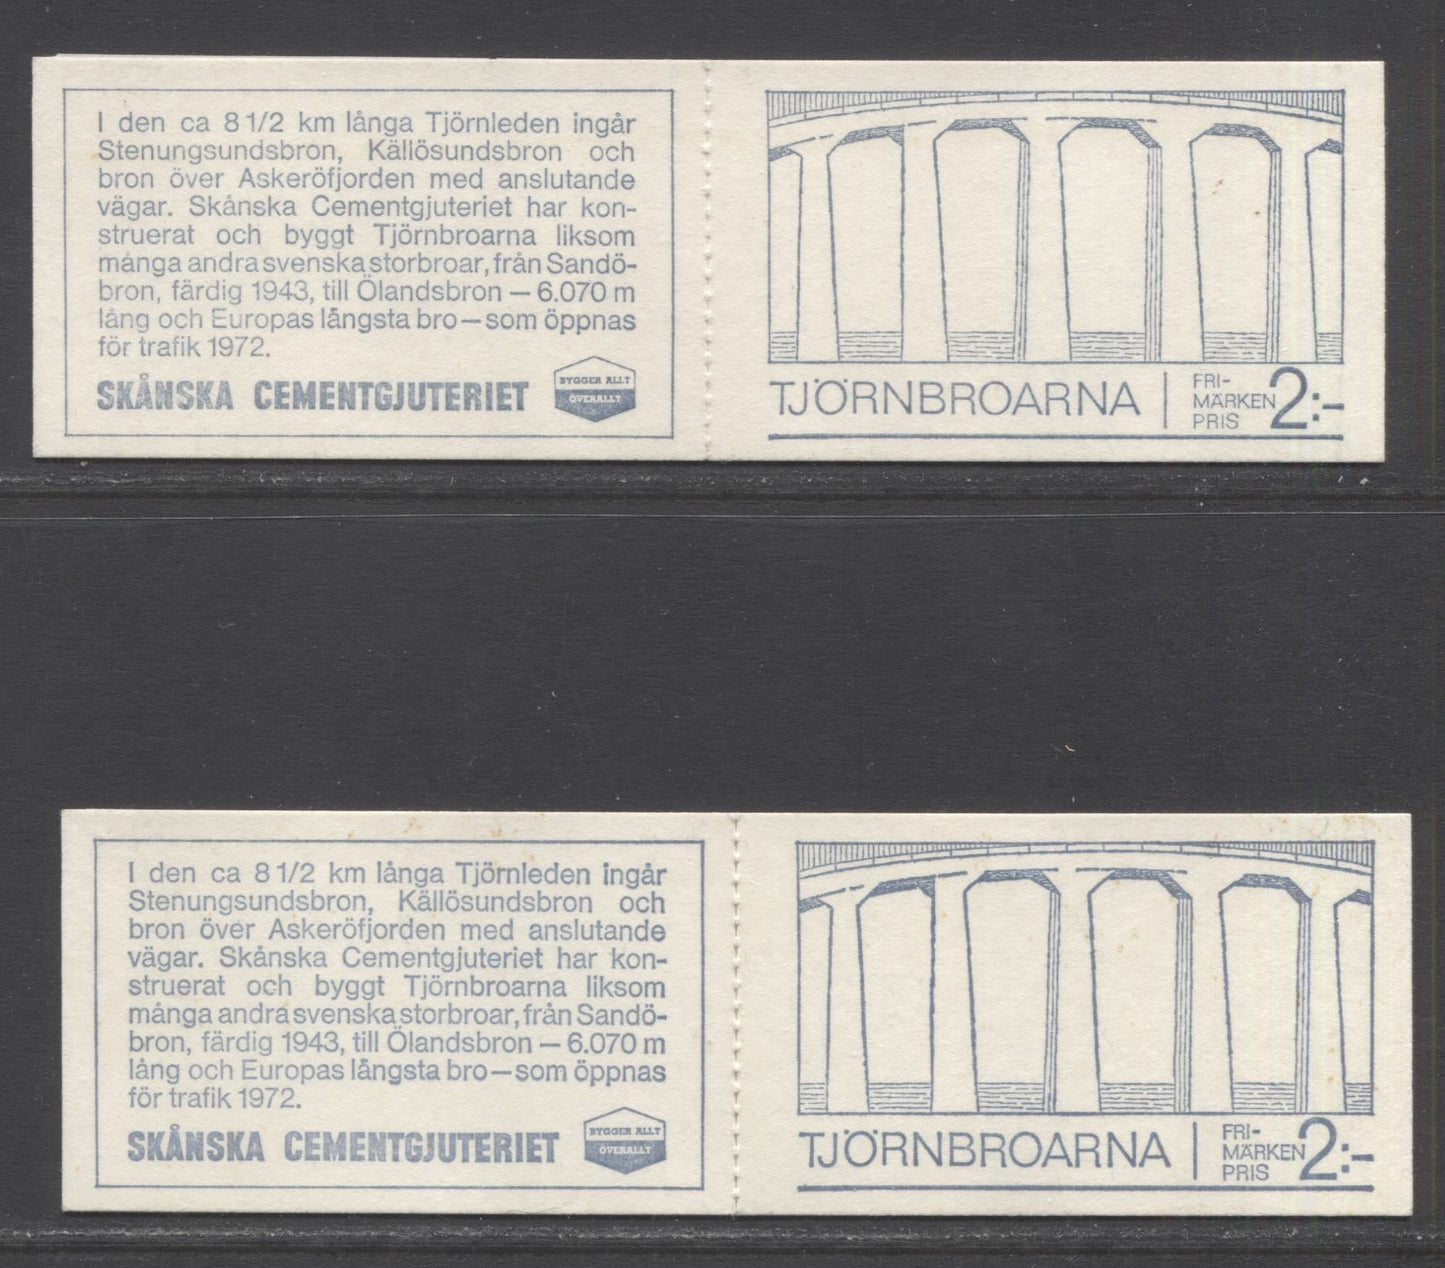 I den ca 8 1/2 km långa Tjörnleden ingår
Stenungsundsbron, Källösundsbron och
bron över Askeröfjorden med anslutande
vägar. Skånska Cementgjuteriet har kon-
struerat och byggt Tjörnbroarna liksom
många andra svenska storbroar, från Sandö-
bron, färdig 1943, till Ölandsbron — 6.070 m
lång och Europas längsta bro — som öppnas
för trafik 1972.
SKÅNSKA CEMENTGJUTERIET
BYGGER ALLT
ÖVERALLT
TJÖRNBROARNA
FRI-
MÄRKEN
PRIS
2:-
I den ca 8 1/2 km långa Tjörnleden ingår
Stenungsundsbron, Källösundsbron och
bron över Askeröfjorden med anslutande
vägar. Skånska Cementgjuteriet har kon-
struerat och byggt Tjörnbroarna liksom
många andra svenska storbroar, från Sandö-
bron, färdig 1943, till Ölandsbron — 6.070 m
lång och Europas längsta bro — som öppnas
för trafik 1972.
SKÅNSKA CEMENTGJUTERIET
BYGGER ALLT
ÖVERALLT
TJÖRNBROARNA
FRI-
MÄRKEN
PRIS
2:-